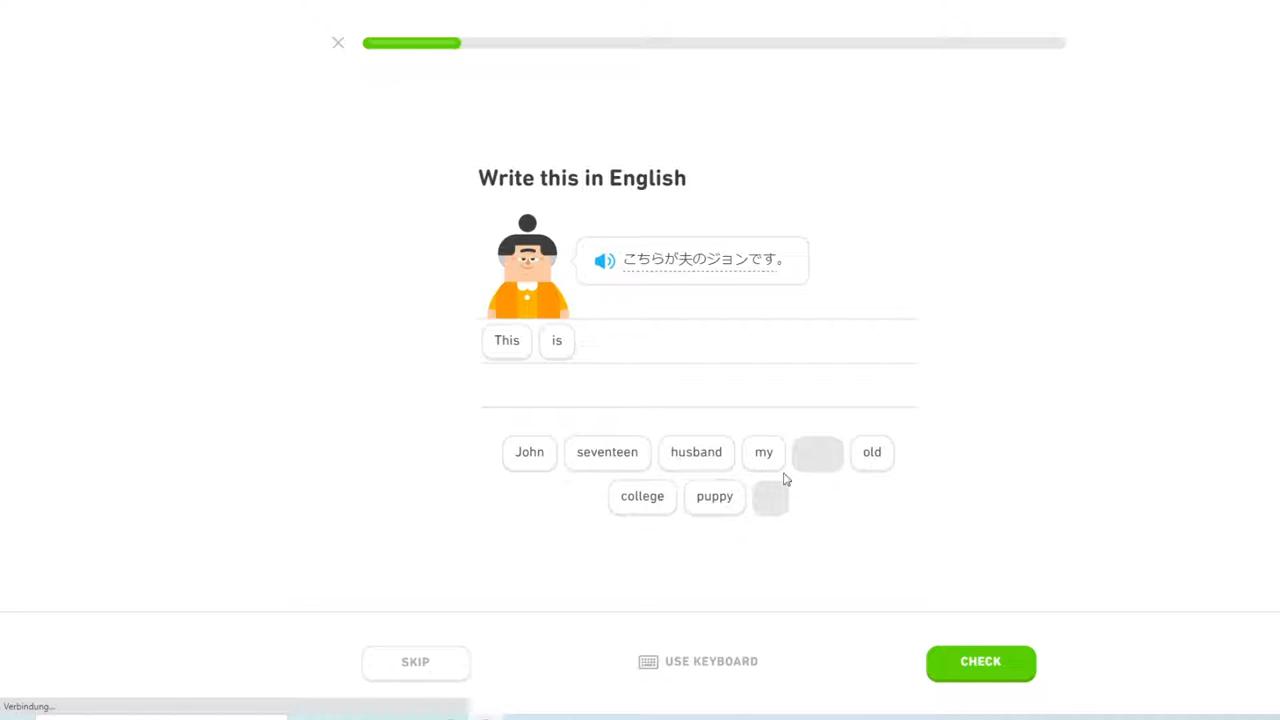 Write this in English
こちらが夫のジョンです。
This is
John seventeen husband my old
college puppy
SKIP USE KEYBOARD CHECK
Verbindung...